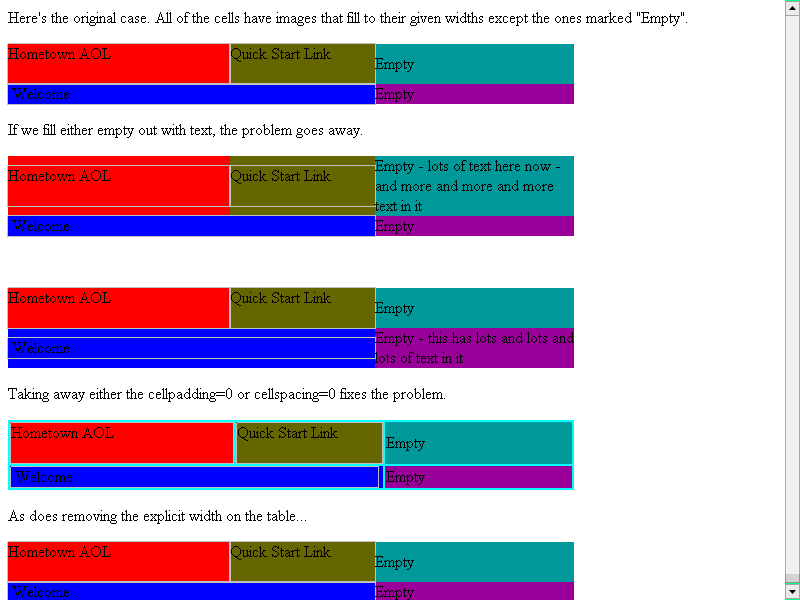 Here's the original case. All of the cells have images that fill to their given widths except the ones marked "Empty".
Hometown AOL Quick Start Link Empty
Welcome Empty
If we fill either empty out with text, the problem goes away.
Empty - lots of text here now -
Hometown AOL Quick Start Link and more and more and more
text in it
Welcome Empty
Hometown AOL Quick Start Link Empty
Empty - this has lots and lots and
Welcome lots of text in it
Taking away either the cellpadding=0 or cellspacing=0 fixes the problem.
Hometown AOL Quick Start Link Empty
Welcome Empty
As does removing the explicit width on the table...
Hometown AOL Quick Start Link Empty
Welcome Empty